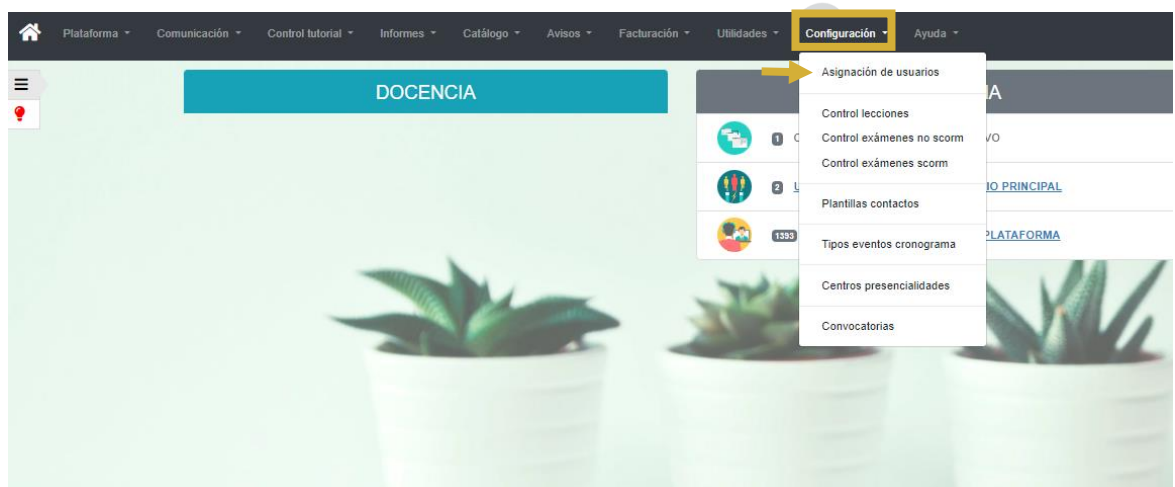 Plataforma Comunicación Control tutorial Informes Catálogo Avisos Facturación Utilidades Configuración Ayuda
DOCENCIA
IA
Asignación de usuarios
Control lecciones
Control exámenes no scorm
Control exámenes scorm
Plantillas contactos
Tipos eventos cronograma
Centros presencialidades
Convocatorias
1 C VO
2 U IO PRINCIPAL
1393 PLATAFORMA